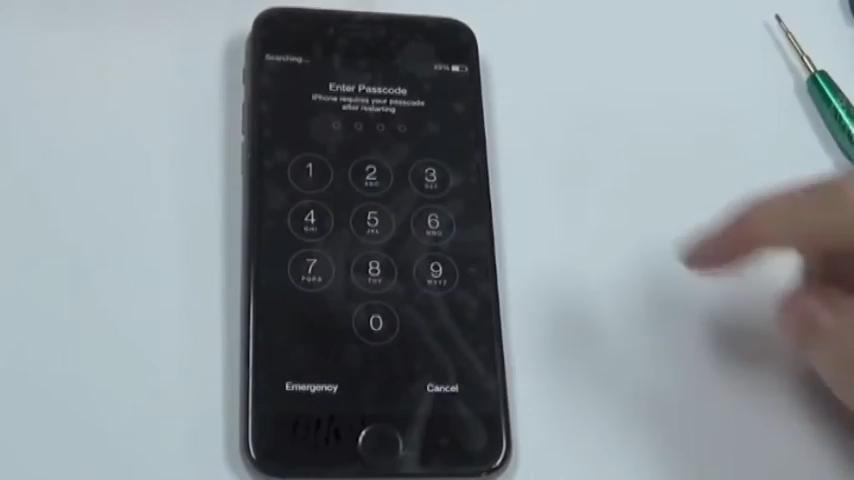 Searching...
49%
Enter Passcode
iPhone requires your passcode
after restarting
1
2 ABC
3 DEF
4 GHI
5 JKL
6 MNO
7 PQRS
8 TUV
9 WXYZ
0
Emergency
Cancel